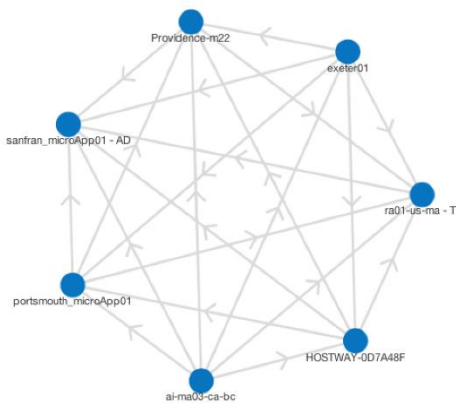 Providence-m22
exeter01
sanfran_microApp01 - AD
ra01-us-ma - T
portsmouth_microApp01
HOSTWAY-0D7A48F
ai-ma03-ca-bc